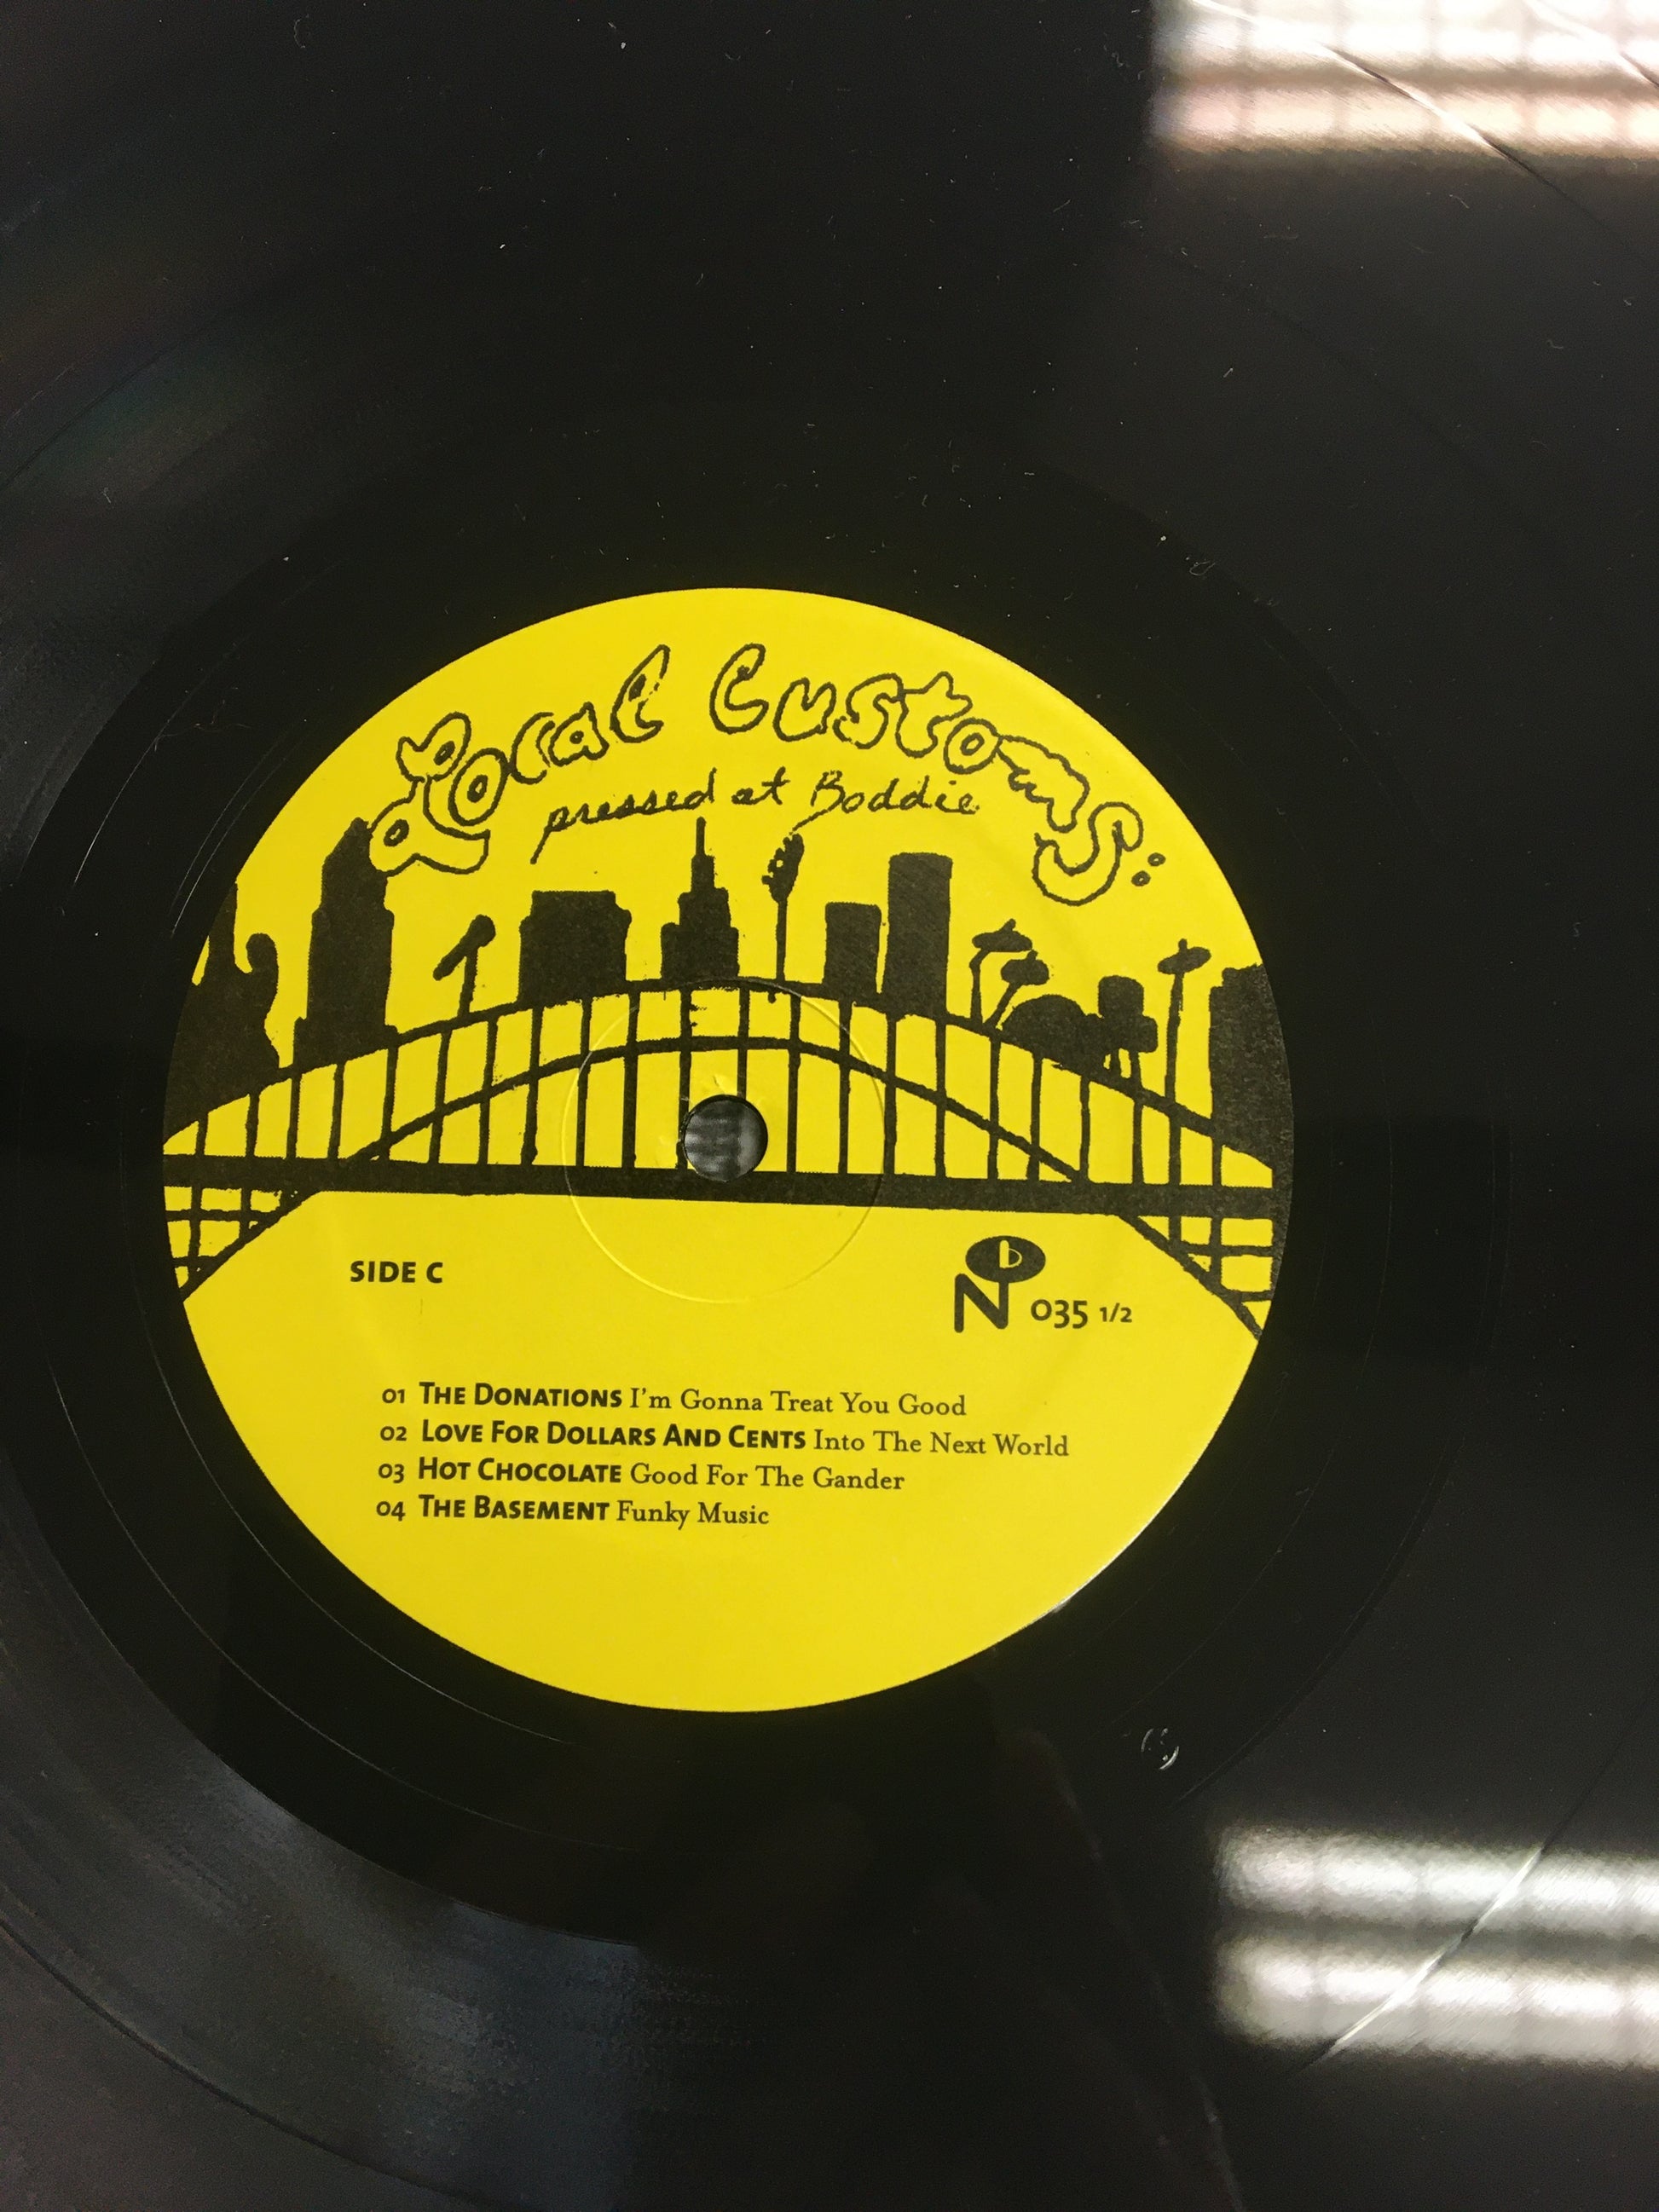 Local Customs:
pressed at Boddie
SIDE C
N 035 1/2
01 THE DONATIONS I'm Gonna Treat You Good
02 LOVE FOR DOLLARS AND CENTS Into The Next World
03 HOT CHOCOLATE Good For The Gander
04 THE BASEMENT Funky Music